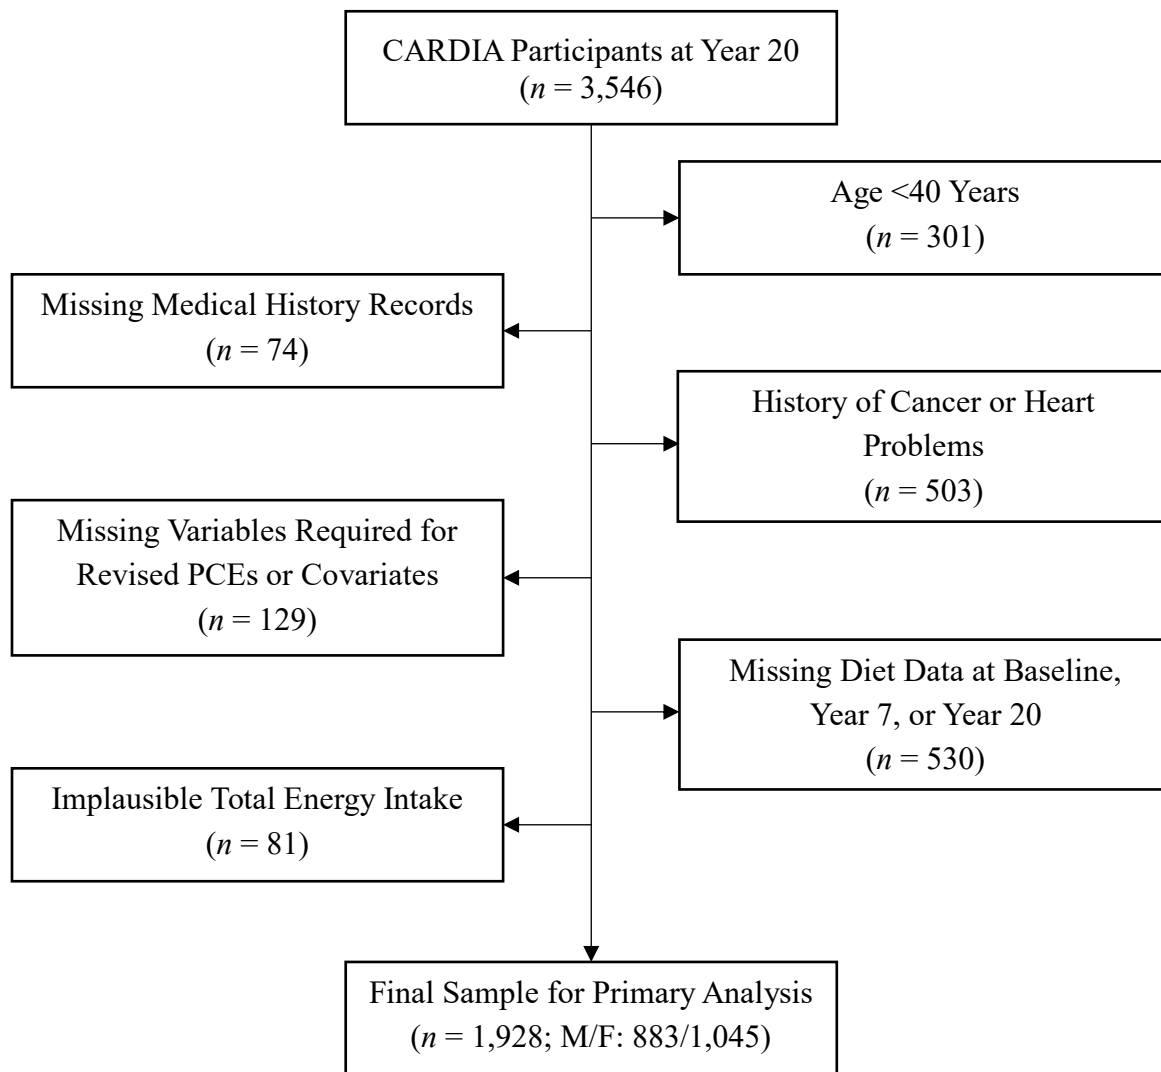 CARDIA Participants at Year 20
(n = 3,546)
Age <40 Years
(n = 301)
Missing Medical History Records
(n = 74)
History of Cancer or Heart
Problems
(n = 503)
Missing Variables Required for
Revised PCEs or Covariates
(n = 129)
Missing Diet Data at Baseline,
Year 7, or Year 20
(n = 530)
Implausible Total Energy Intake
(n = 81)
Final Sample for Primary Analysis
(n = 1,928; M/F: 883/1,045)